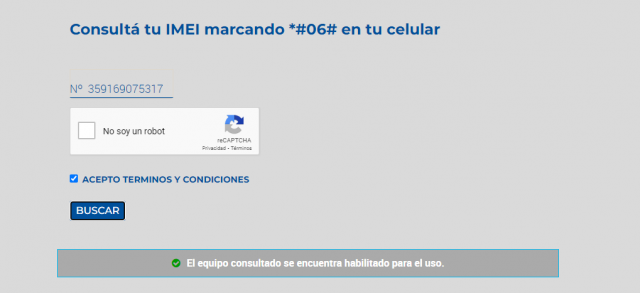 Consultá tu IMEI marcando *#06# en tu celular
Nº 359169075317
No soy un robot
reCAPTCHA
Privacidad - Términos
ACEPTO TERMINOS Y CONDICIONES
BUSCAR
El equipo consultado se encuentra habilitado para el uso.